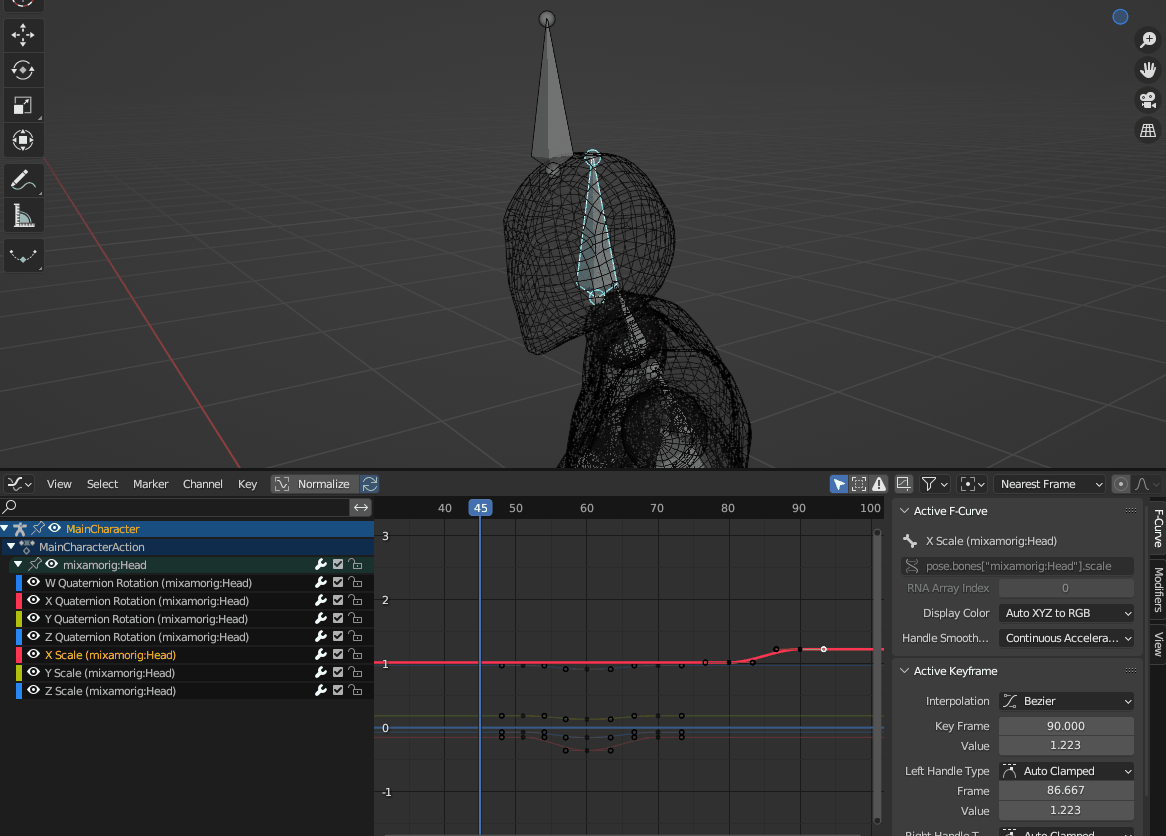 View Select Marker Channel Key Normalize Nearest Frame
40 45 50 60 70 80 90 100
MainCharacter
MainCharacterAction
mixamorig:Head
W Quaternion Rotation (mixamorig:Head)
X Quaternion Rotation (mixamorig:Head)
Y Quaternion Rotation (mixamorig:Head)
Z Quaternion Rotation (mixamorig:Head)
X Scale (mixamorig:Head)
Y Scale (mixamorig:Head)
Z Scale (mixamorig:Head)
3
2
1
0
-1
Active F-Curve
X Scale (mixamorig:Head)
pose.bones["mixamorig:Head"].scale
RNA Array Index 0
Display Color Auto XYZ to RGB
Handle Smooth... Continuous Accelera...
Active Keyframe
Interpolation Bezier
Key Frame 90.000
Value 1.223
Left Handle Type Auto Clamped
Frame 86.667
Value 1.223
Right Handle T... Auto Clamped
F-Curve
Modifiers
View